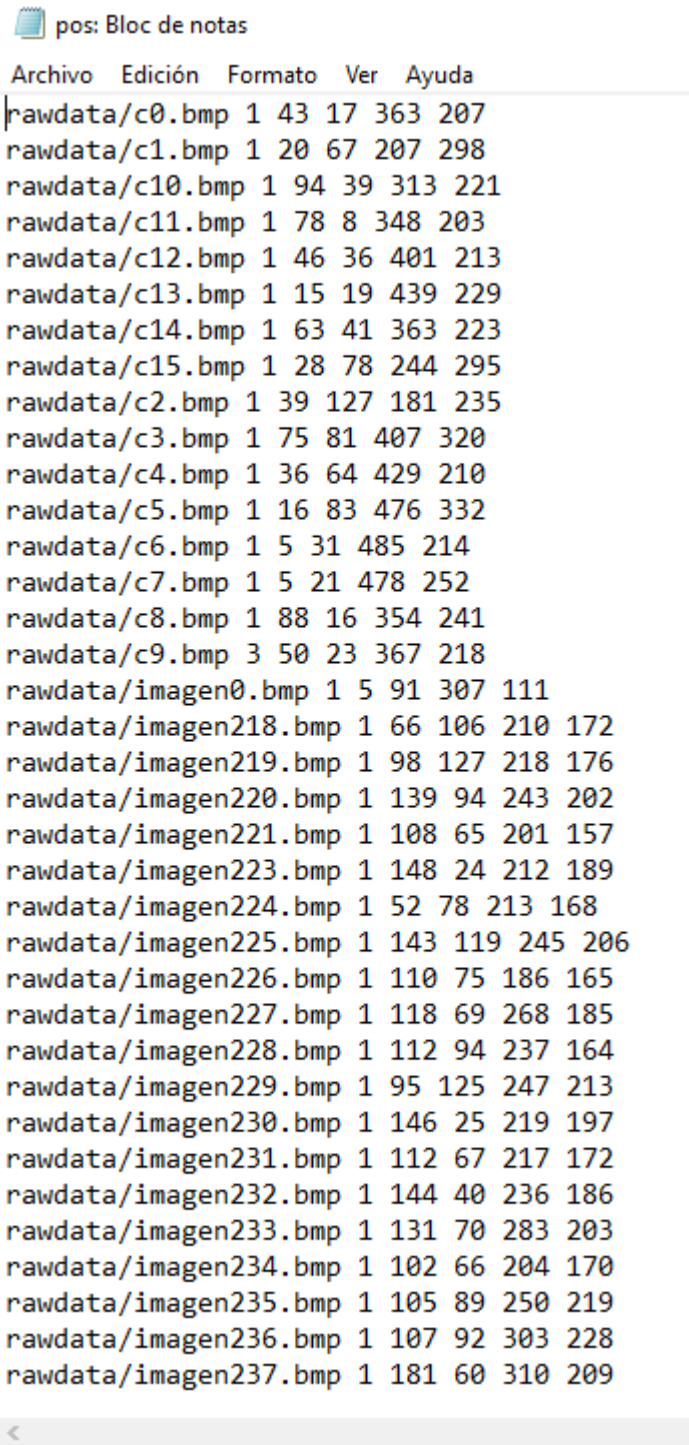 pos: Bloc de notas
Archivo Edición Formato Ver Ayuda
rawdata/c0.bmp 1 43 17 363 207
rawdata/c1.bmp 1 20 67 207 298
rawdata/c10.bmp 1 94 39 313 221
rawdata/c11.bmp 1 78 8 348 203
rawdata/c12.bmp 1 46 36 401 213
rawdata/c13.bmp 1 15 19 439 229
rawdata/c14.bmp 1 63 41 363 223
rawdata/c15.bmp 1 28 78 244 295
rawdata/c2.bmp 1 39 127 181 235
rawdata/c3.bmp 1 75 81 407 320
rawdata/c4.bmp 1 36 64 429 210
rawdata/c5.bmp 1 16 83 476 332
rawdata/c6.bmp 1 5 31 485 214
rawdata/c7.bmp 1 5 21 478 252
rawdata/c8.bmp 1 88 16 354 241
rawdata/c9.bmp 3 50 23 367 218
rawdata/imagen0.bmp 1 5 91 307 111
rawdata/imagen218.bmp 1 66 106 210 172
rawdata/imagen219.bmp 1 98 127 218 176
rawdata/imagen220.bmp 1 139 94 243 202
rawdata/imagen221.bmp 1 108 65 201 157
rawdata/imagen223.bmp 1 148 24 212 189
rawdata/imagen224.bmp 1 52 78 213 168
rawdata/imagen225.bmp 1 143 119 245 206
rawdata/imagen226.bmp 1 110 75 186 165
rawdata/imagen227.bmp 1 118 69 268 185
rawdata/imagen228.bmp 1 112 94 237 164
rawdata/imagen229.bmp 1 95 125 247 213
rawdata/imagen230.bmp 1 146 25 219 197
rawdata/imagen231.bmp 1 112 67 217 172
rawdata/imagen232.bmp 1 144 40 236 186
rawdata/imagen233.bmp 1 131 70 283 203
rawdata/imagen234.bmp 1 102 66 204 170
rawdata/imagen235.bmp 1 105 89 250 219
rawdata/imagen236.bmp 1 107 92 303 228
rawdata/imagen237.bmp 1 181 60 310 209